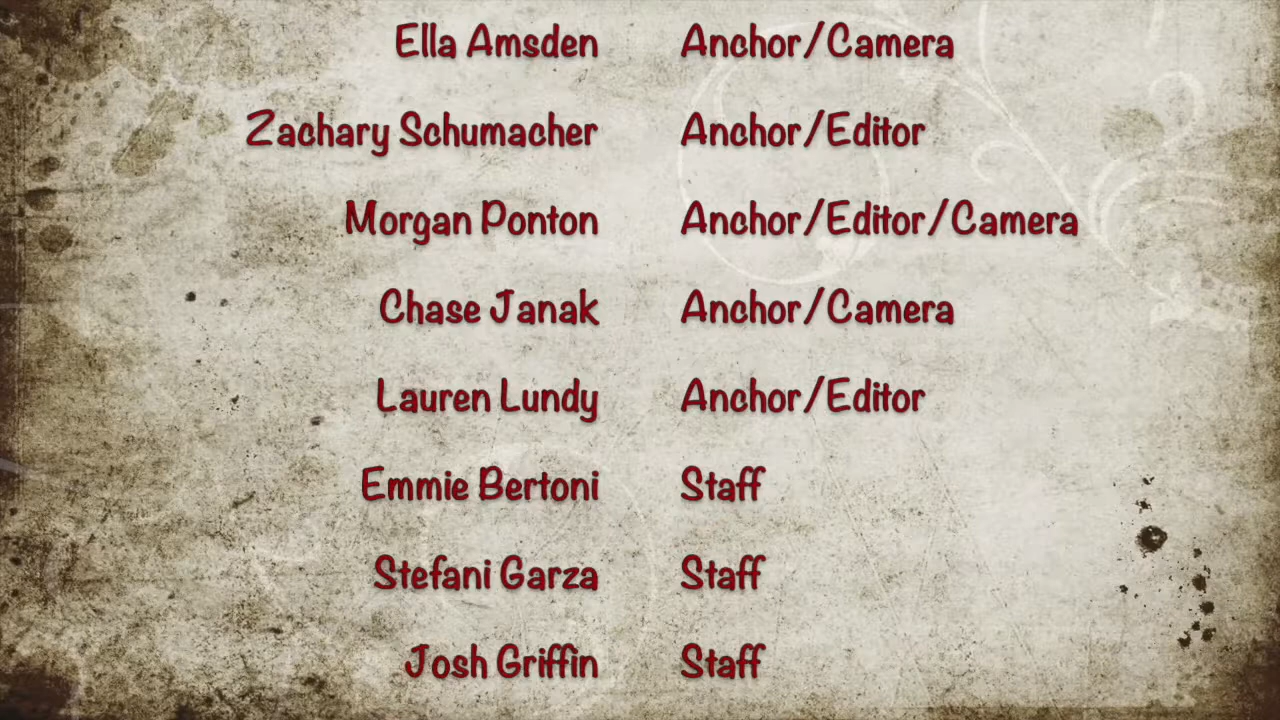 Ella Amsden Anchor/Camera
Zachary Schumacher Anchor/Editor
Morgan Ponton Anchor/Editor/Camera
Chase Janak Anchor/Camera
Lauren Lundy Anchor/Editor
Emmie Bertoni Staff
Stefani Garza Staff
Josh Griffin Staff